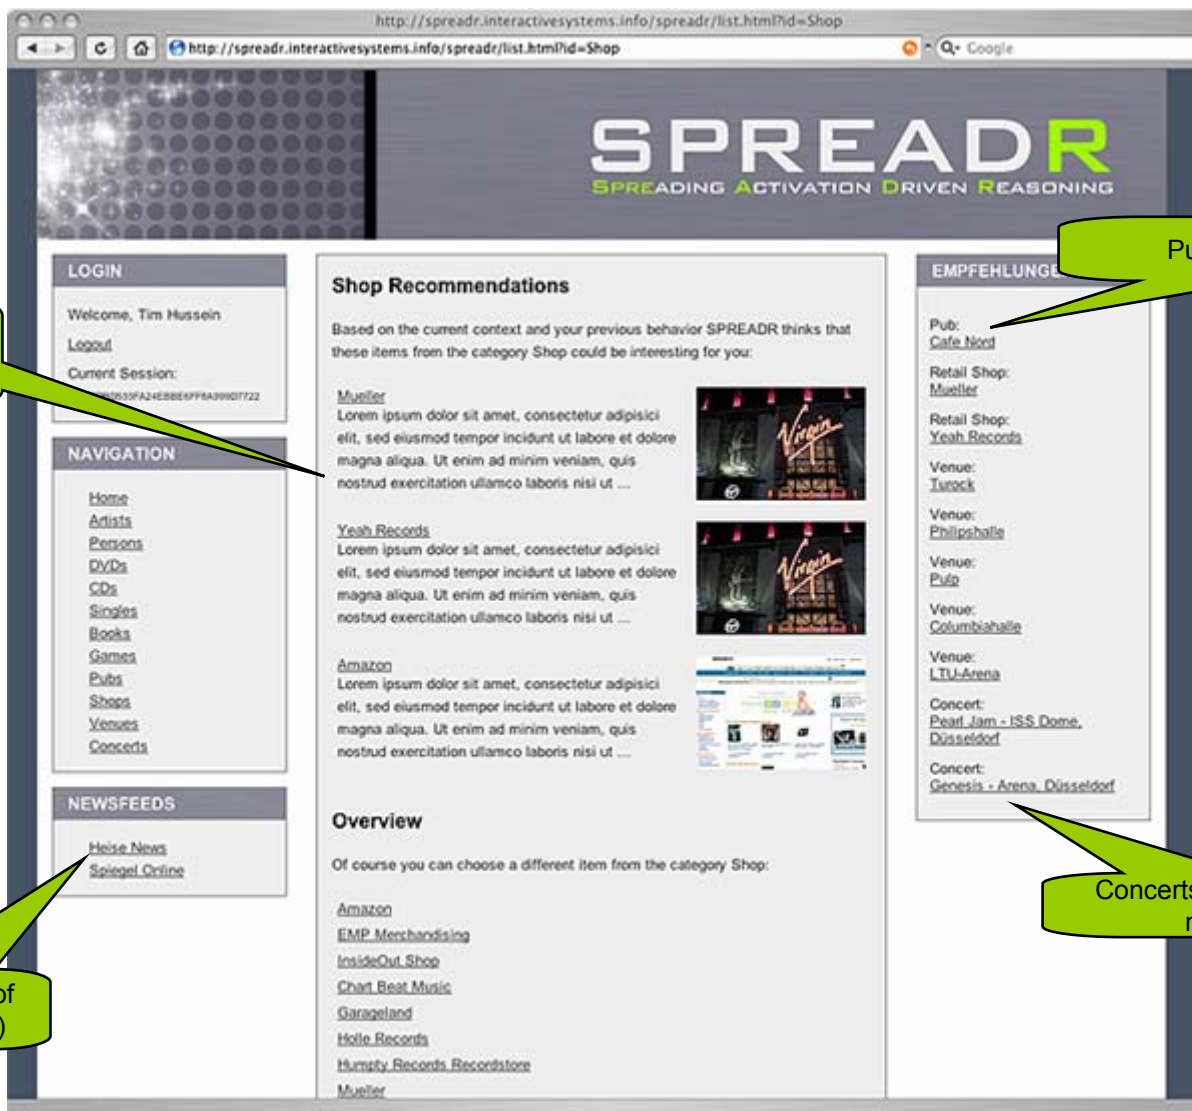 http://spreadr.interactivesystems.info/spreadr/list.html?id=Shop
http://spreadr.interactivesystems.info/spreadr/list.html?id=Shop
Google
SPREADR
SPREADING ACTIVATION DRIVEN REASONING
LOGIN
Welcome, Tim Hussein
Logout
Current Session:
NAVIGATION
Home
Artists
Persons
DVDs
CDs
Singles
Books
Games
Pubs
Shops
Venues
Concerts
NEWSFEEDS
Heise News
Spiegel Online
of
)
Shop Recommendations
Based on the current context and your previous behavior SPREADR thinks that
these items from the category Shop could be interesting for you:
Mueller
Lorem ipsum dolor sit amet, consectetur adipisici
elit, sed eiusmod tempor incidunt ut labore et dolore
magna aliqua. Ut enim ad minim veniam, quis
nostrud exercitation ullamco laboris nisi ut ...
Virgin
Yeah Records
Lorem ipsum dolor sit amet, consectetur adipisici
elit, sed eiusmod tempor incidunt ut labore et dolore
magna aliqua. Ut enim ad minim veniam, quis
nostrud exercitation ullamco laboris nisi ut ...
Virgin
Amazon
Lorem ipsum dolor sit amet, consectetur adipisici
elit, sed eiusmod tempor incidunt ut labore et dolore
magna aliqua. Ut enim ad minim veniam, quis
nostrud exercitation ullamco laboris nisi ut ...
Overview
Of course you can choose a different item from the category Shop:
Amazon
EMP Merchandising
InsideOut Shop
Chart Beat Music
Garageland
Holle Records
Humpty Records Recordstore
Mueller
EMPFEHLUNGE
Pu
Pub:
Cafe Nord
Retail Shop:
Mueller
Retail Shop:
Yeah Records
Venue:
Turock
Venue:
Philipshalle
Venue:
Pulp
Venue:
Columbiahalle
Venue:
LTU-Arena
Concert:
Pearl Jam - ISS Dome,
Düsseldorf
Concert:
Genesis - Arena, Düsseldorf
Concerts